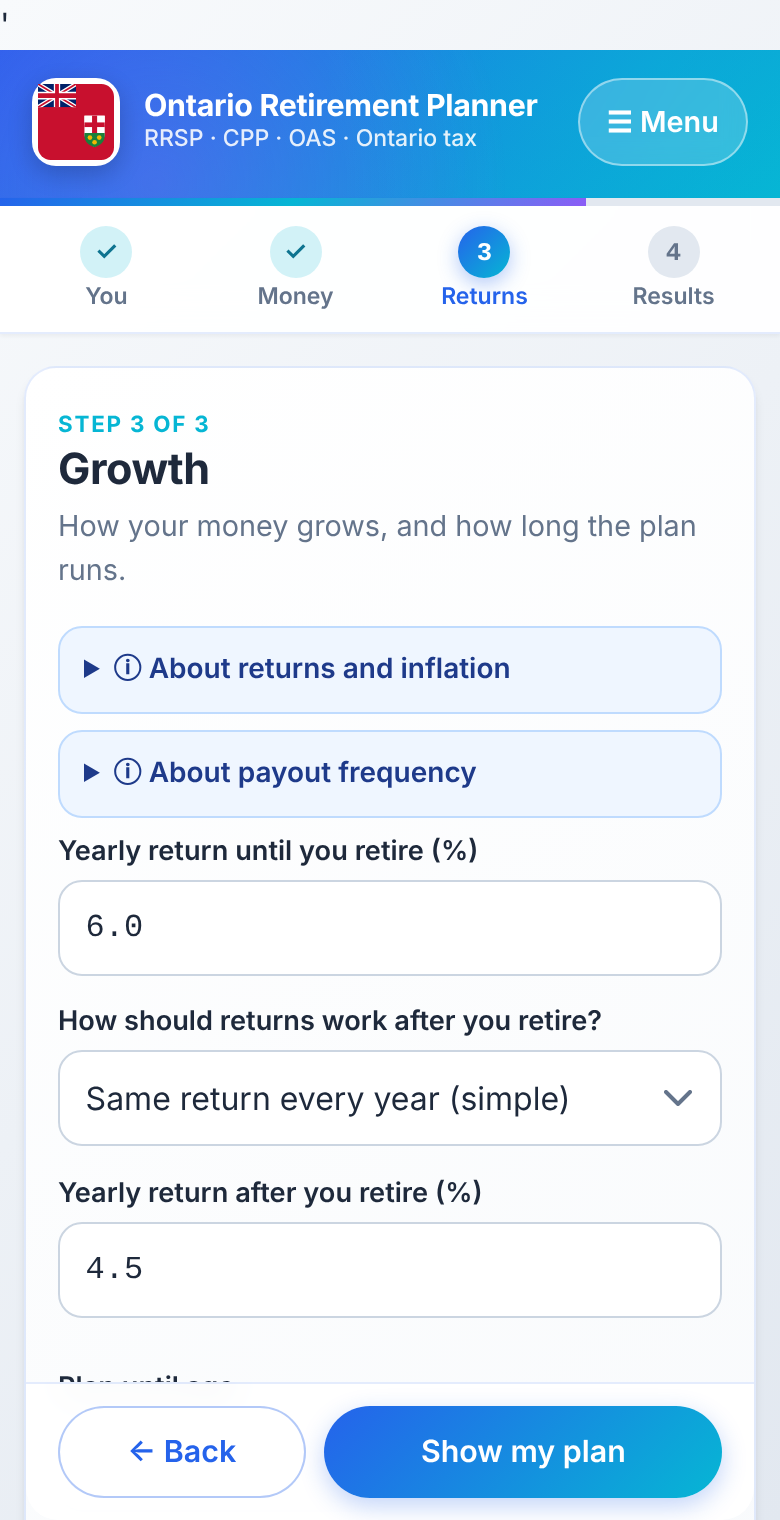 '
Ontario Retirement Planner
RRSP · CPP · OAS · Ontario tax
☰ Menu
✓
✓
3
4
You
Money
Returns
Results
STEP 3 OF 3
Growth
How your money grows, and how long the plan
runs.
▶ ⓘ About returns and inflation
▶ ⓘ About payout frequency
Yearly return until you retire (%)
6.0
How should returns work after you retire?
Same return every year (simple)
Yearly return after you retire (%)
4.5
Plan until age
← Back
Show my plan